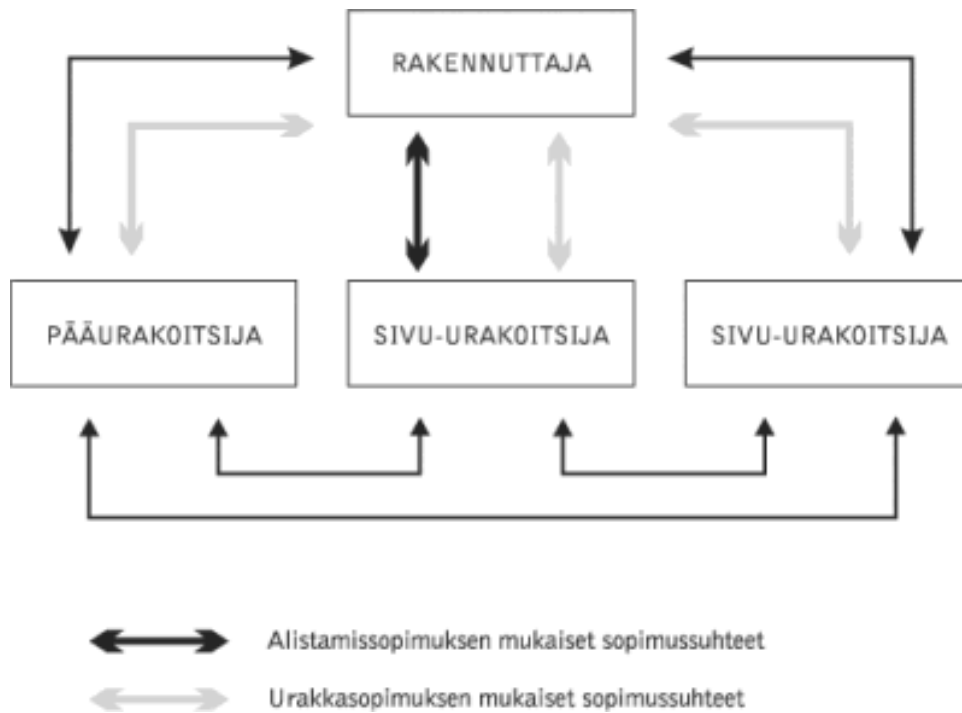 RAKENNUTTAJA
PÄÄURAKOITSIJA
SIVU-URAKOITSIJA
SIVU-URAKOITSIJA
Alistamissopimuksen mukaiset sopimussuhteet
Urakkasopimuksen mukaiset sopimussuhteet